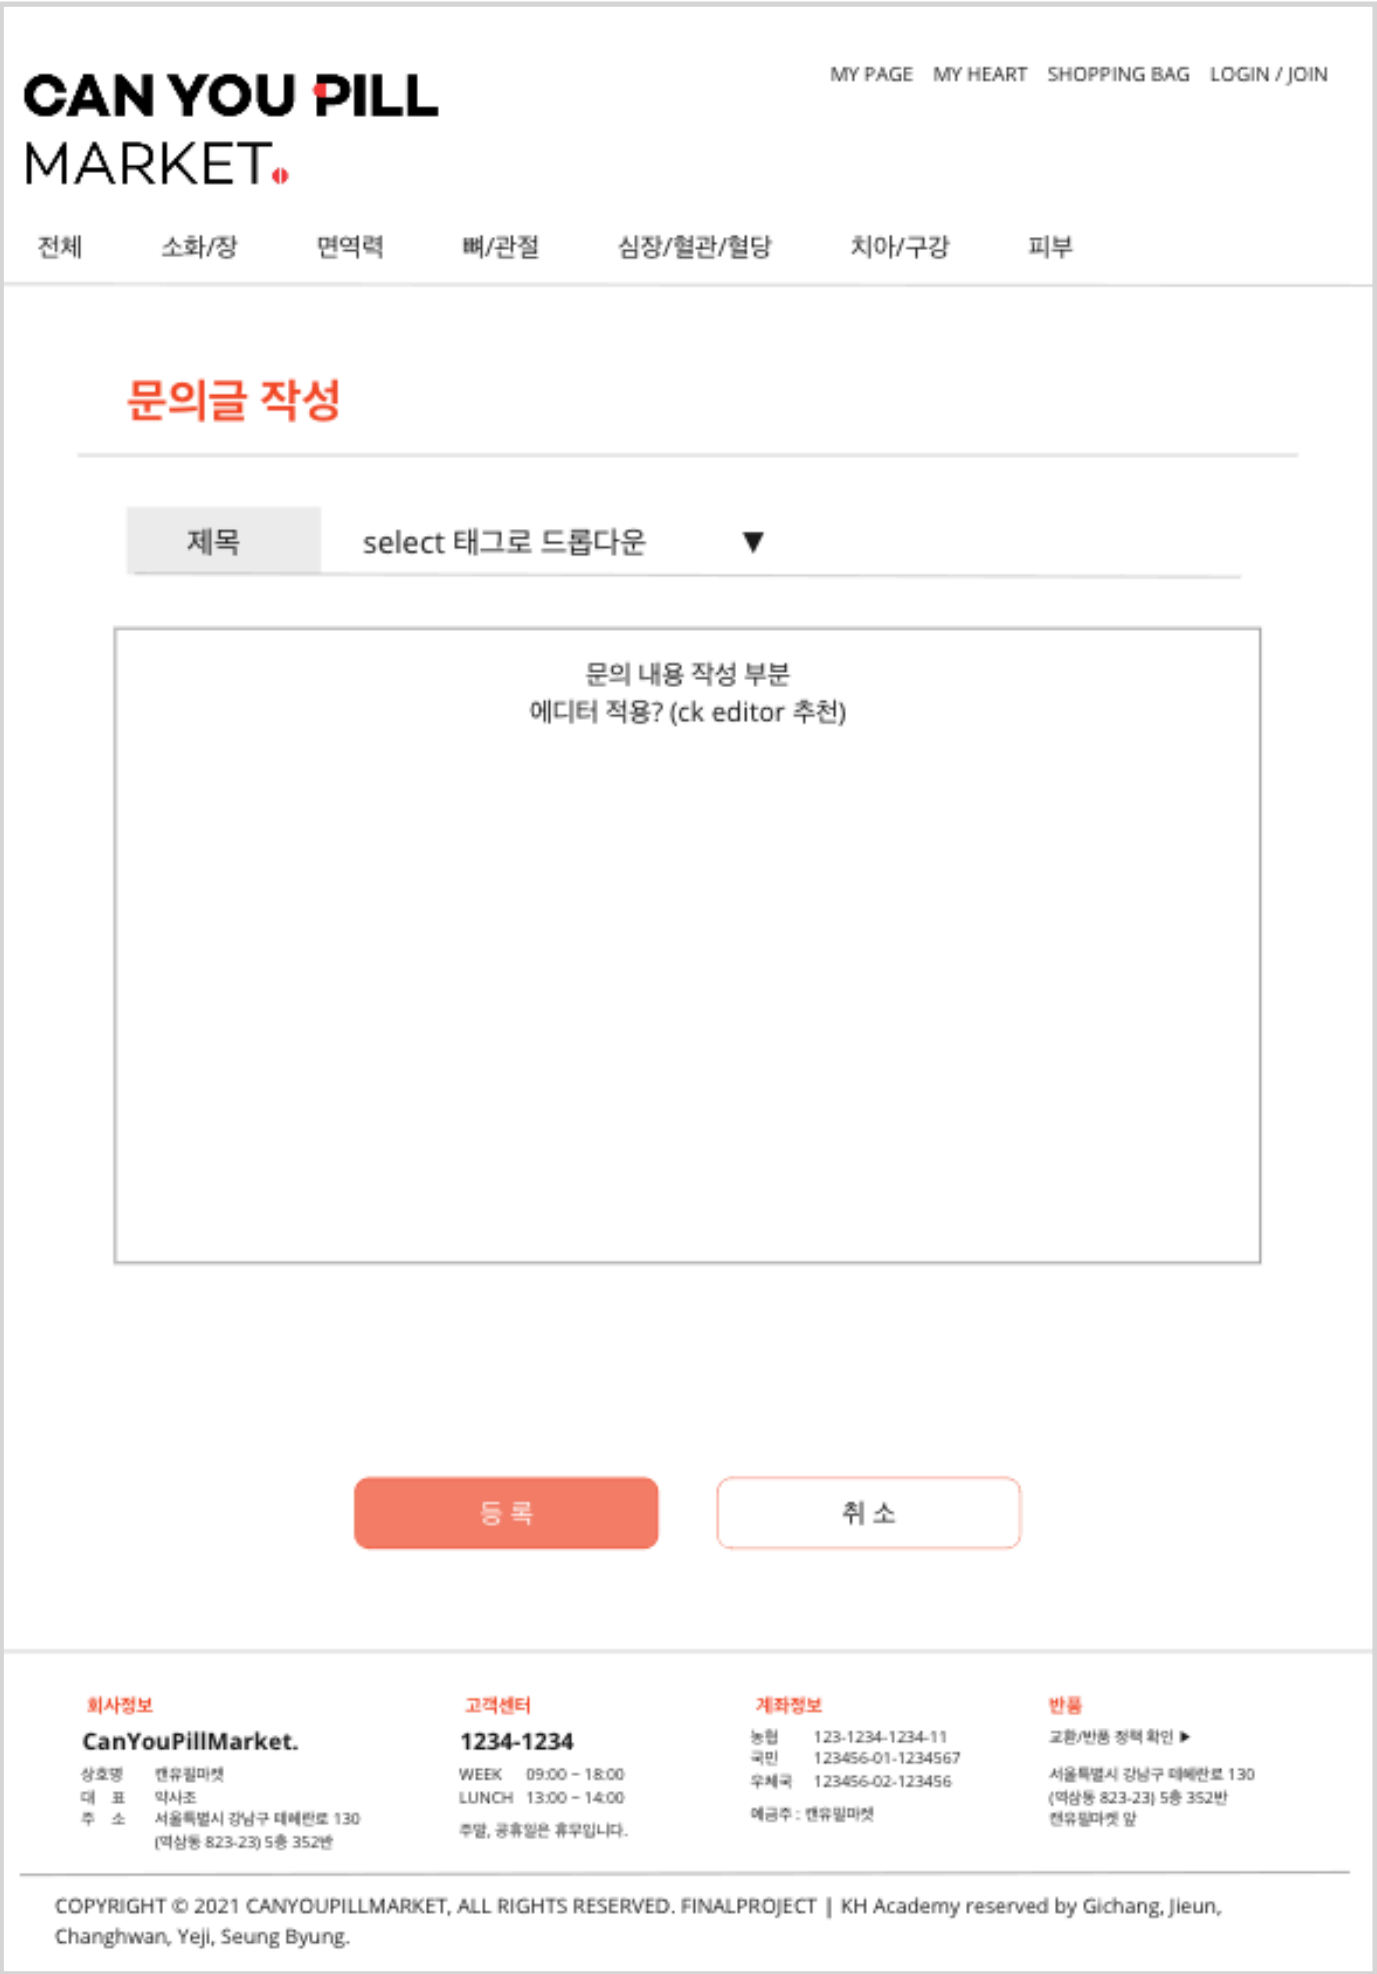 CAN YOU PILL
MARKET.
MY PAGE MY HEART SHOPPING BAG LOGIN / JOIN
전체 소화/장 면역력 뼈/관절 심장/혈관/혈당 치아/구강 피부
문의글 작성
제목 select 태그로 드롭다운 ▼
문의 내용 작성 부분
에디터 적용? (ck editor 추천)
등 록 취 소
회사정보
CanYouPillMarket.
상호명 캔유필마켓
대 표 약사조
주 소 서울특별시 강남구 테헤란로 130
(역삼동 823-23) 5층 352반
고객센터
1234-1234
WEEK 09:00 ~ 18:00
LUNCH 13:00 ~ 14:00
주말, 공휴일은 휴무입니다.
계좌정보
농협 123-1234-1234-11
국민 123456-01-1234567
우체국 123456-02-123456
예금주 : 캔유필마켓
반품
교환/반품 정책 확인 ▶
서울특별시 강남구 테헤란로 130
(역삼동 823-23) 5층 352반
캔유필마켓 앞
COPYRIGHT © 2021 CANYOUPILLMARKET, ALL RIGHTS RESERVED. FINALPROJECT | KH Academy reserved by Gichang, Jieun,
Changhwan, Yeji, Seung Byung.